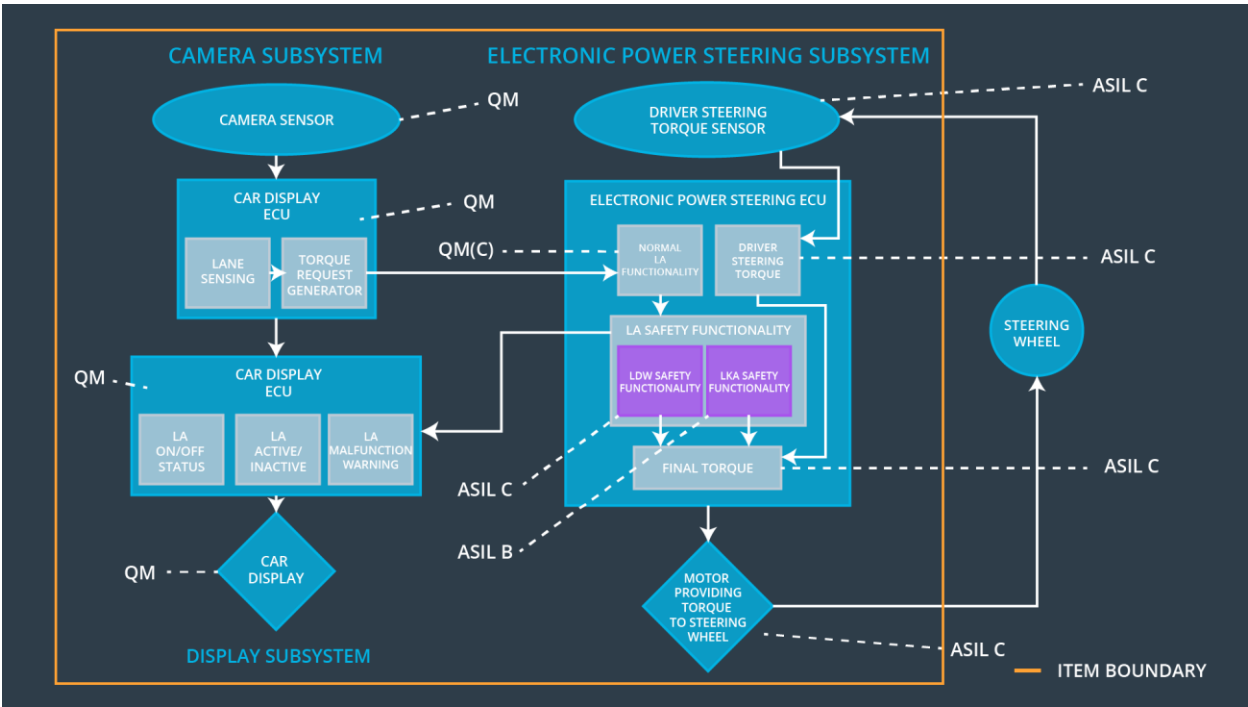 CAMERA SUBSYSTEM
ELECTRONIC POWER STEERING SUBSYSTEM
CAMERA SENSOR
QM
DRIVER STEERING
TORQUE SENSOR
ASIL C
CAR DISPLAY
ECU
QM
LANE
SENSING
TORQUE
REQUEST
GENERATOR
ELECTRONIC POWER STEERING ECU
QM(C)
NORMAL
LA
FUNCTIONALITY
DRIVER
STEERING
TORQUE
ASIL C
LA SAFETY FUNCTIONALITY
LDW SAFETY
FUNCTIONALITY
LKA SAFETY
FUNCTIONALITY
STEERING
WHEEL
QM
CAR DISPLAY
ECU
LA
ON/OFF
STATUS
LA
ACTIVE/
INACTIVE
LA
MALFUNCTION
WARNING
FINAL TORQUE
ASIL C
ASIL C
ASIL B
QM
CAR
DISPLAY
MOTOR
PROVIDING
TORQUE
TO STEERING
WHEEL
ASIL C
DISPLAY SUBSYSTEM
ITEM BOUNDARY